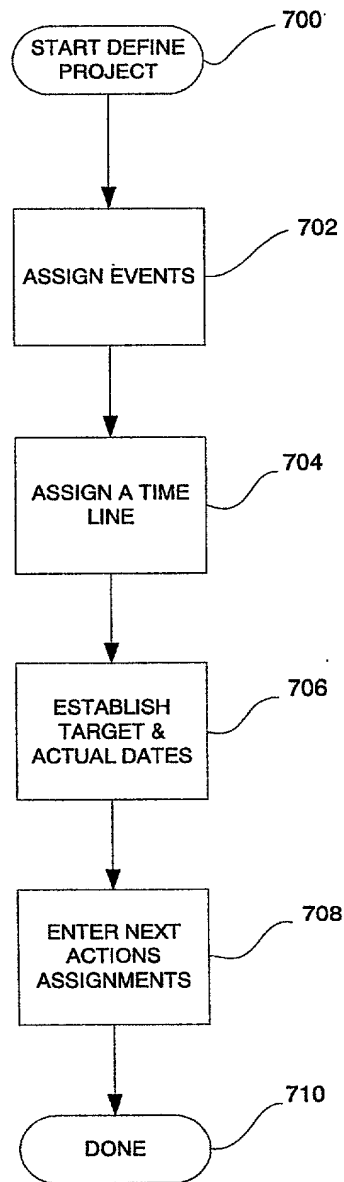 700
START DEFINE
PROJECT
702
ASSIGN EVENTS
704
ASSIGN A TIME
LINE
706
ESTABLISH
TARGET &
ACTUAL DATES
708
ENTER NEXT
ACTIONS
ASSIGNMENTS
710
DONE